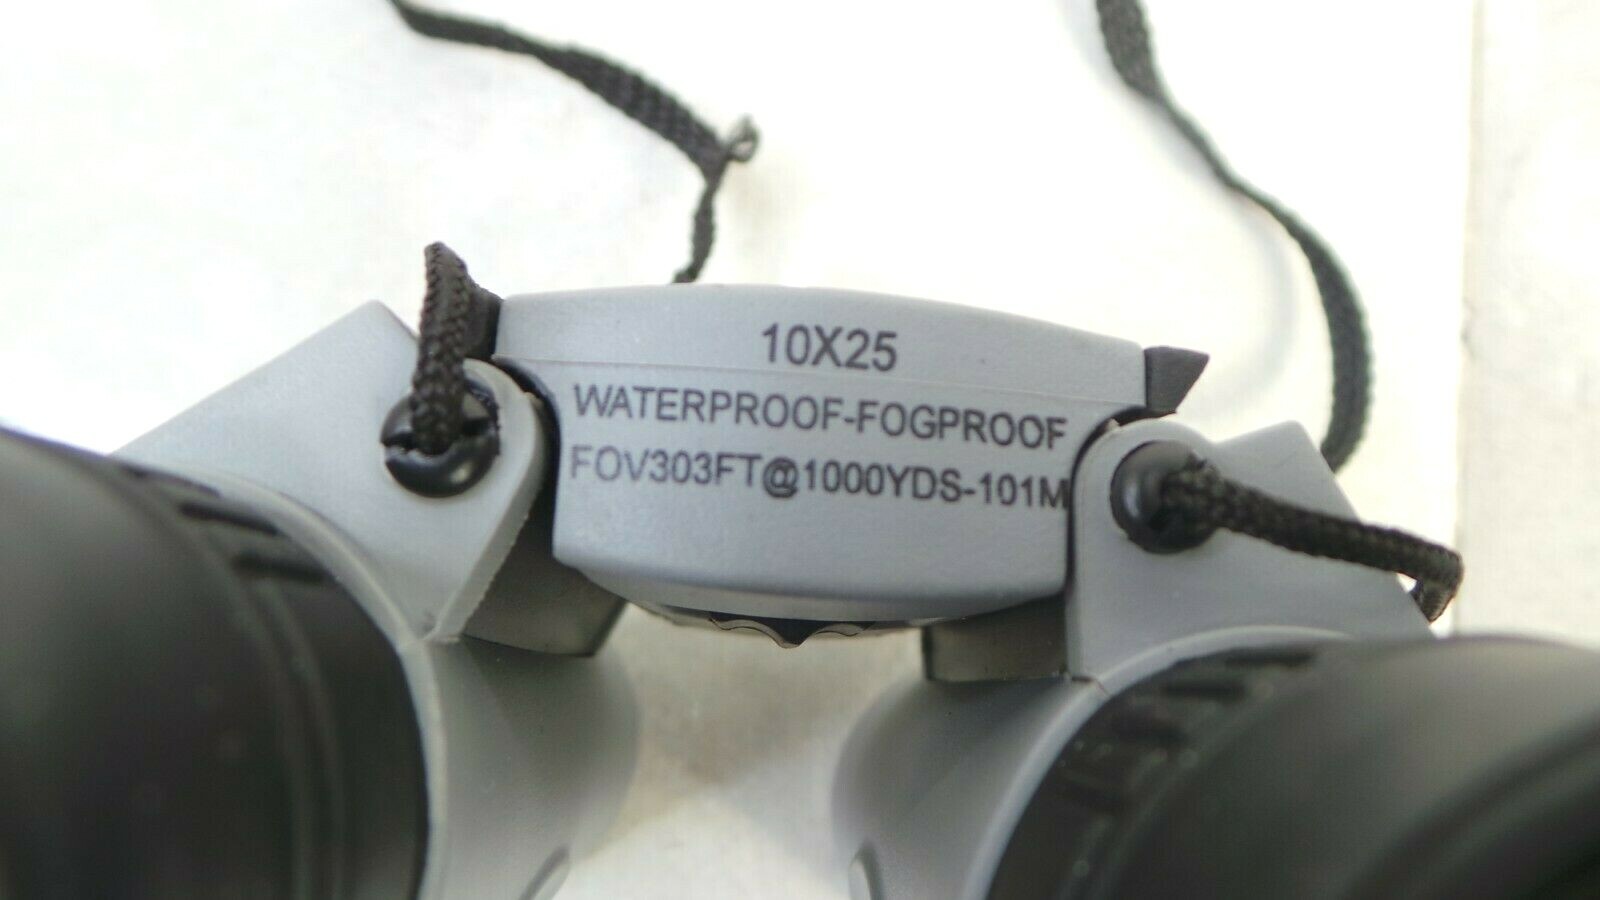 10X25
WATERPROOF-FOGPROOF
FOV303FT@1000YDS-101M